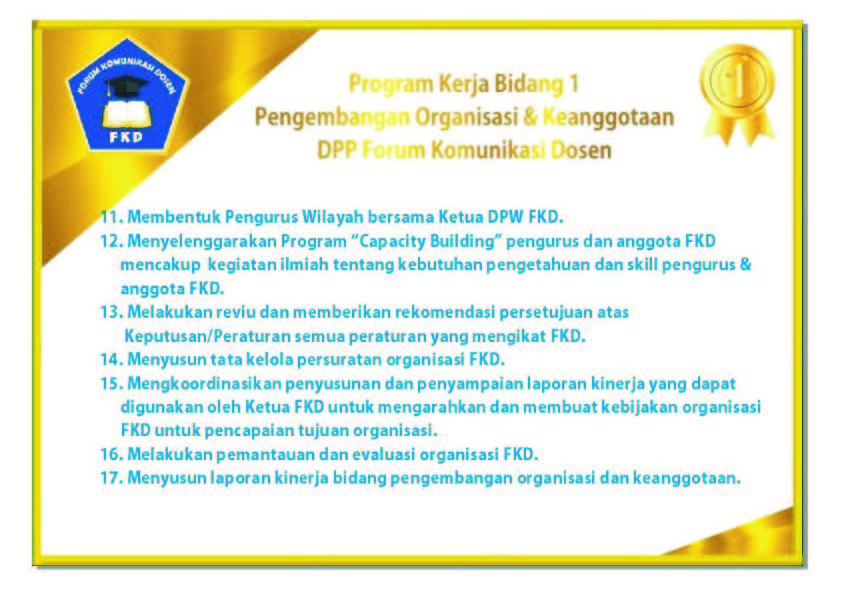 FORUM KOMUNIKASI DOSEN
FKD
1
Program Kerja Bidang 1
Pengembangan Organisasi & Keanggotaan
DPP Forum Komunikasi Dosen
11. Membentuk Pengurus Wilayah bersama Ketua DPW FKD.
12. Menyelenggarakan Program “Capacity Building” pengurus dan anggota FKD
mencakup kegiatan ilmiah tentang kebutuhan pengetahuan dan skill pengurus &
anggota FKD.
13. Melakukan reviu dan memberikan rekomendasi persetujuan atas
Keputusan/Peraturan semua peraturan yang mengikat FKD.
14. Menyusun tata kelola persuratan organisasi FKD.
15. Mengkoordinasikan penyusunan dan penyampaian laporan kinerja yang dapat
digunakan oleh Ketua FKD untuk mengarahkan dan membuat kebijakan organisasi
FKD untuk pencapaian tujuan organisasi.
16. Melakukan pemantauan dan evaluasi organisasi FKD.
17. Menyusun laporan kinerja bidang pengembangan organisasi dan keanggotaan.